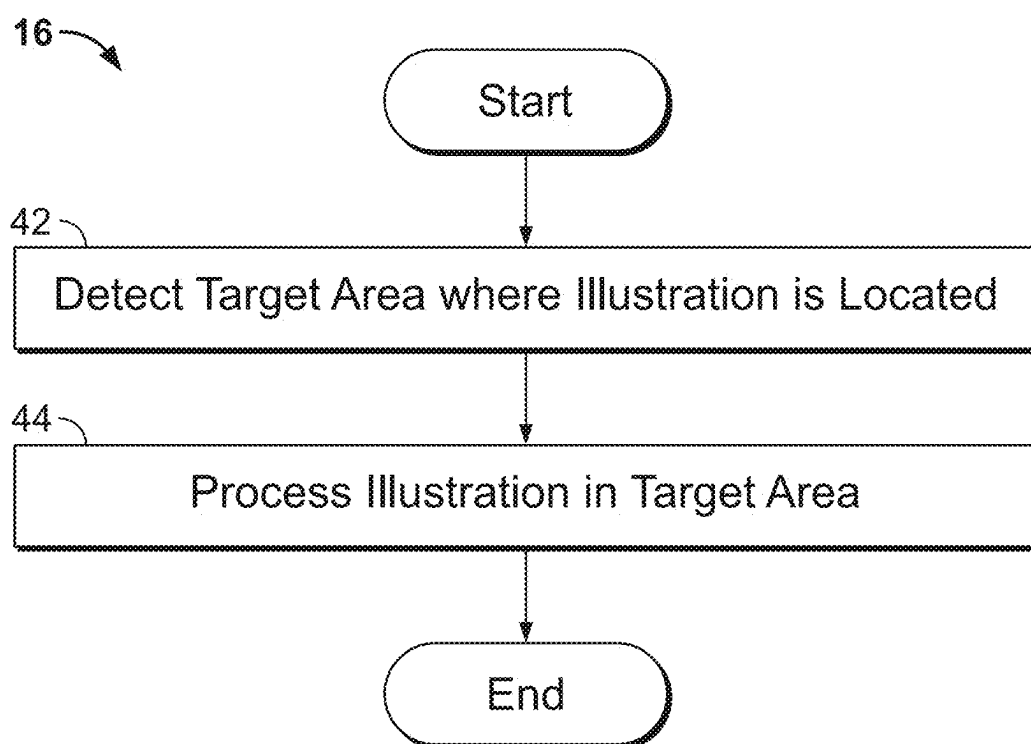 16
Start
42
Detect Target Area where Illustration is Located
44
Process Illustration in Target Area
End